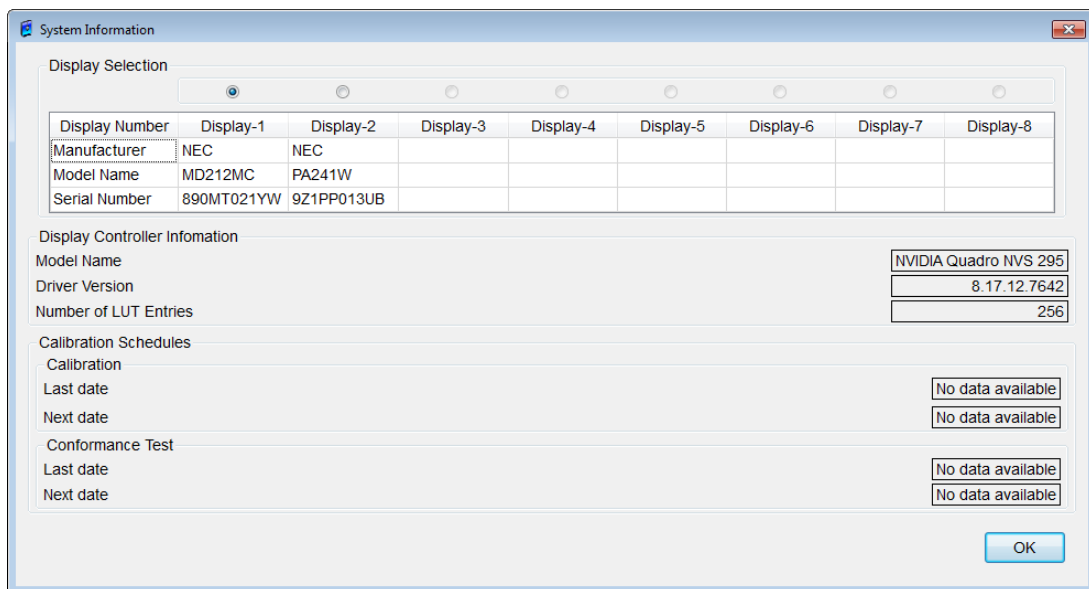 System Information
Display Selection
Display Number Display-1 Display-2 Display-3 Display-4 Display-5 Display-6 Display-7 Display-8
Manufacturer NEC NEC
Model Name MD212MC PA241W
Serial Number 890MT021YW 9Z1PP013UB
Display Controller Infomation
Model Name NVIDIA Quadro NVS 295
Driver Version 8.17.12.7642
Number of LUT Entries 256
Calibration Schedules
Calibration
Last date No data available
Next date No data available
Conformance Test
Last date No data available
Next date No data available
OK